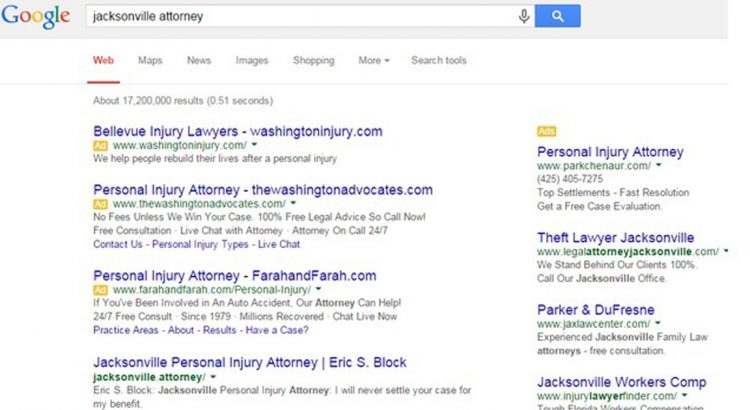 Google
jacksonville attorney
Web Maps News Images Shopping More Search tools
About 17,200,000 results (0.51 seconds)
Bellevue Injury Lawyers - washingtoninjury.com
Ad www.washingtoninjury.com/
We help people rebuild their lives after a personal injury
Personal Injury Attorney - thewashingtonadvocates.com
Ad www.thewashingtonadvocates.com/
No Fees Unless We Win Your Case. 100% Free Legal Advice So Call Now!
Free Consultation · Live Chat with Attorney · Attorney On Call 24/7
Contact Us - Personal Injury Types - Live Chat
Personal Injury Attorney - FarahandFarah.com
Ad www.farahandfarah.com/Personal-Injury/
If You've Been Involved in An Auto Accident, Our Attorney Can Help!
24/7 Free Consult · Since 1979 · Millions Recovered · Chat Live Now
Practice Areas - About - Results - Have a Case?
Jacksonville Personal Injury Attorney | Eric S. Block
jacksonville.attorney/
Eric S. Block: Jacksonville Personal Injury Attorney: I will never settle your case for
my benefit.
Ads
Personal Injury Attorney
www.parkchenaur.com/
(425) 405-7275
Top Settlements - Fast Resolution
Get a Free Case Evaluation.
Theft Lawyer Jacksonville
www.legalattorneyjacksonville.com/
We Stand Behind Our Clients 100%.
Call Our Jacksonville Office.
Parker & DuFresne
www.jaxlawcenter.com/
Experienced Jacksonville Family Law
attorneys - free consultation.
Jacksonville Workers Comp
www.injurylawyerfinder.com/
Tough Florida Workers Compensation